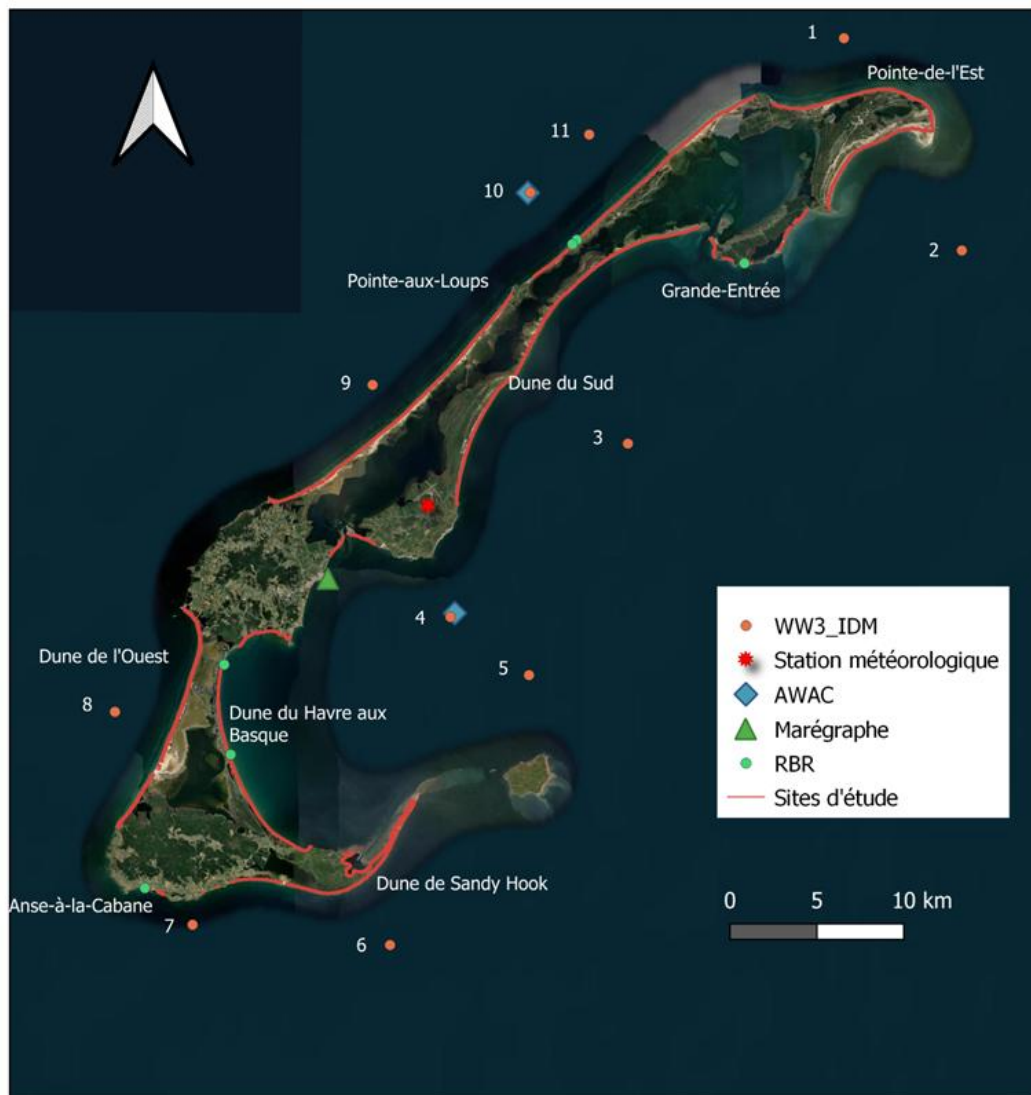 1
Pointe-de-l'Est
11
10
2
Pointe-aux-Loups
Grande-Entrée
9
Dune du Sud
3
4
WW3_IDM
Station météorologique
AWAC
Marégraphe
RBR
Sites d'étude
Dune de l'Ouest
5
8
Dune du Havre aux
Basque
Dune de Sandy Hook
Anse-à-la-Cabane
7
6
0 5 10 km